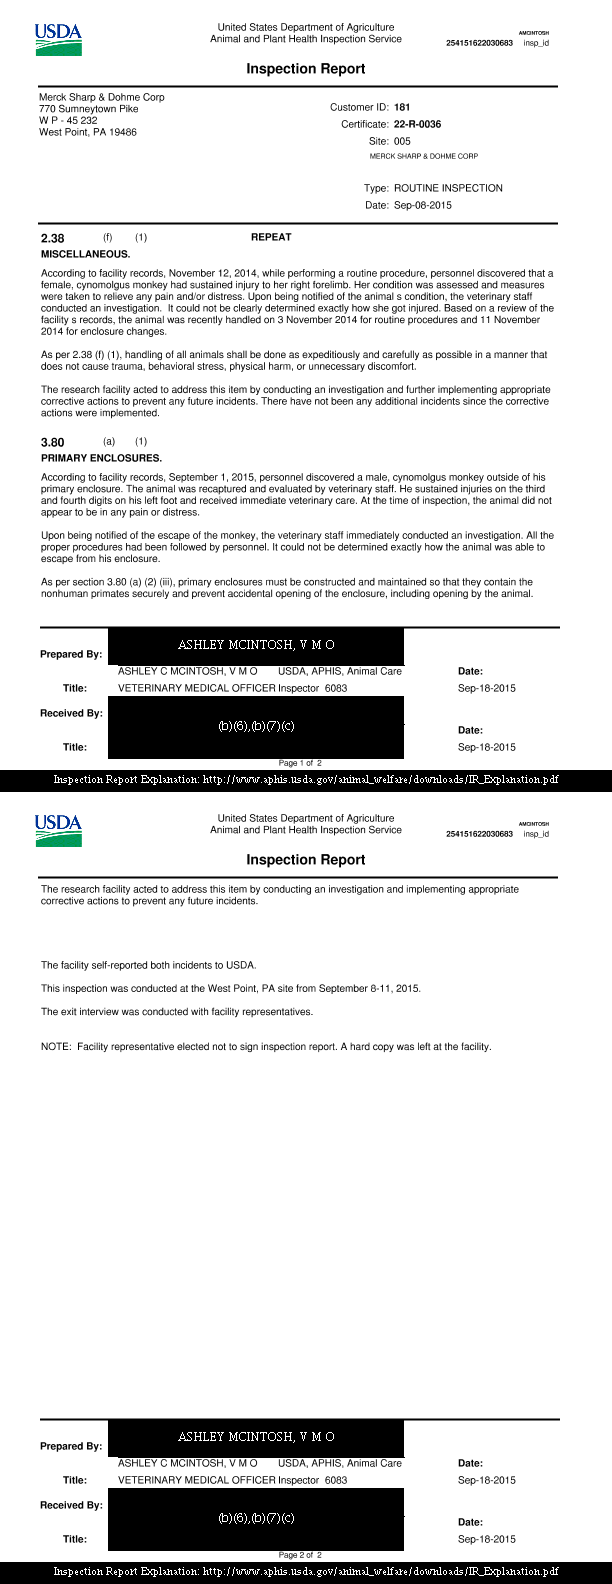 USDA
United States Department of Agriculture
Animal and Plant Health Inspection Service
AMCINTOSH
254151622030683 insp_id
Inspection Report
Merck Sharp & Dohme Corp
770 Sumneytown Pike
W P - 45 232
West Point, PA 19486
Customer ID: 181
Certificate: 22-R-0036
Site: 005
MERCK SHARP & DOHME CORP
Type: ROUTINE INSPECTION
Date: Sep-08-2015
2.38 (f) (1) REPEAT
MISCELLANEOUS.
According to facility records, November 12, 2014, while performing a routine procedure, personnel discovered that a
female, cynomolgus monkey had sustained injury to her right forelimb. Her condition was assessed and measures
were taken to relieve any pain and/or distress. Upon being notified of the animal s condition, the veterinary staff
conducted an investigation. It could not be clearly determined exactly how she got injured. Based on a review of the
facility s records, the animal was recently handled on 3 November 2014 for routine procedures and 11 November
2014 for enclosure changes.
As per 2.38 (f) (1), handling of all animals shall be done as expeditiously and carefully as possible in a manner that
does not cause trauma, behavioral stress, physical harm, or unnecessary discomfort.
The research facility acted to address this item by conducting an investigation and further implementing appropriate
corrective actions to prevent any future incidents. There have not been any additional incidents since the corrective
actions were implemented.
3.80 (a) (1)
PRIMARY ENCLOSURES.
According to facility records, September 1, 2015, personnel discovered a male, cynomolgus monkey outside of his
primary enclosure. The animal was recaptured and evaluated by veterinary staff. He sustained injuries on the third
and fourth digits on his left foot and received immediate veterinary care. At the time of inspection, the animal did not
appear to be in any pain or distress.
Upon being notified of the escape of the monkey, the veterinary staff immediately conducted an investigation. All the
proper procedures had been followed by personnel. It could not be determined exactly how the animal was able to
escape from his enclosure.
As per section 3.80 (a) (2) (iii), primary enclosures must be constructed and maintained so that they contain the
nonhuman primates securely and prevent accidental opening of the enclosure, including opening by the animal.
ASHLEY MCINTOSH, V M O
Prepared By:
ASHLEY C MCINTOSH, V M O USDA, APHIS, Animal Care Date:
Title: VETERINARY MEDICAL OFFICER Inspector 6083 Sep-18-2015
Received By:
(b)(6),(b)(7)(c)
Date:
Title: Sep-18-2015
Page 1 of 2
Inspection Report Explanation: http://www.aphis.usda.gov/animal_welfare/downloads/IR_Explanation.pdf
USDA
United States Department of Agriculture
Animal and Plant Health Inspection Service
AMCINTOSH
254151622030683 insp_id
Inspection Report
The research facility acted to address this item by conducting an investigation and implementing appropriate
corrective actions to prevent any future incidents.
The facility self-reported both incidents to USDA.
This inspection was conducted at the West Point, PA site from September 8-11, 2015.
The exit interview was conducted with facility representatives.
NOTE: Facility representative elected not to sign inspection report. A hard copy was left at the facility.
ASHLEY MCINTOSH, V M O
Prepared By:
ASHLEY C MCINTOSH, V M O USDA, APHIS, Animal Care Date:
Title: VETERINARY MEDICAL OFFICER Inspector 6083 Sep-18-2015
Received By:
(b)(6),(b)(7)(c)
Date:
Title: Sep-18-2015
Page 2 of 2
Inspection Report Explanation: http://www.aphis.usda.gov/animal_welfare/downloads/IR_Explanation.pdf